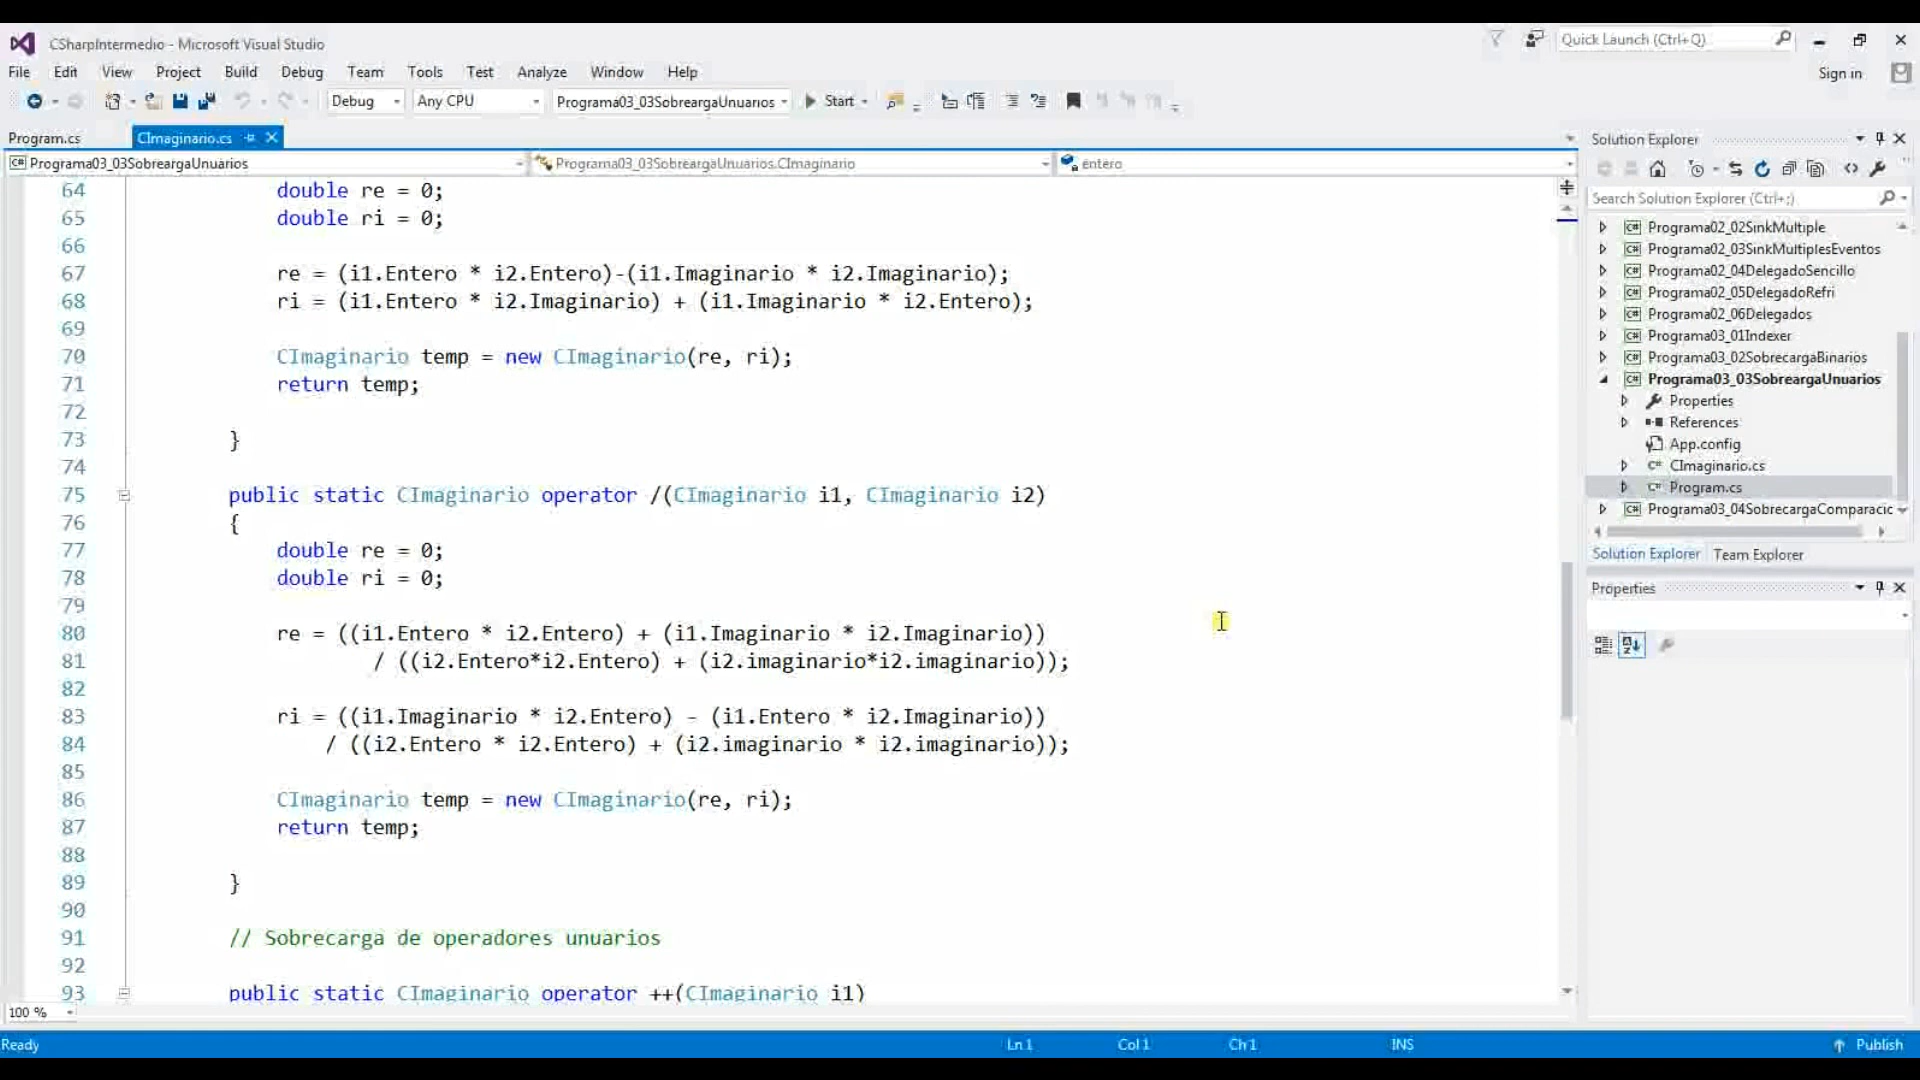 CSharpIntermedio - Microsoft Visual Studio
Quick Launch (Ctrl+Q)
File Edit View Project Build Debug Team Tools Test Analyze Window Help
Sign in
Debug Any CPU Programa03_03SobreargaUnuarios Start
Program.cs CImaginario.cs
Programa03_03SobreargaUnuarios Programa03_03SobreargaUnuarios.CImaginario entero
64 double re = 0;
65 double ri = 0;
66
67 re = (i1.Entero * i2.Entero)-(i1.Imaginario * i2.Imaginario);
68 ri = (i1.Entero * i2.Imaginario) + (i1.Imaginario * i2.Entero);
69
70 CImaginario temp = new CImaginario(re, ri);
71 return temp;
72
73 }
74
75 public static CImaginario operator /(CImaginario i1, CImaginario i2)
76 {
77 double re = 0;
78 double ri = 0;
79
80 re = ((i1.Entero * i2.Entero) + (i1.Imaginario * i2.Imaginario))
81 / ((i2.Entero*i2.Entero) + (i2.imaginario*i2.imaginario));
82
83 ri = ((i1.Imaginario * i2.Entero) - (i1.Entero * i2.Imaginario))
84 / ((i2.Entero * i2.Entero) + (i2.imaginario * i2.imaginario));
85
86 CImaginario temp = new CImaginario(re, ri);
87 return temp;
88
89 }
90
91 // Sobrecarga de operadores unuarios
92
93 public static CImaginario operator ++(CImaginario i1)
100 %
Solution Explorer
Search Solution Explorer (Ctrl+;)
Programa02_02SinkMultiple
Programa02_03SinkMultiplesEventos
Programa02_04DelegadoSencillo
Programa02_05DelegadoRefri
Programa02_06Delegados
Programa03_01Indexer
Programa03_02SobrecargaBinarios
Programa03_03SobreargaUnuarios
Properties
References
App.config
CImaginario.cs
Program.cs
Programa03_04SobrecargaComparacic
Solution Explorer Team Explorer
Properties
Ready Ln 1 Col 1 Ch 1 INS Publish